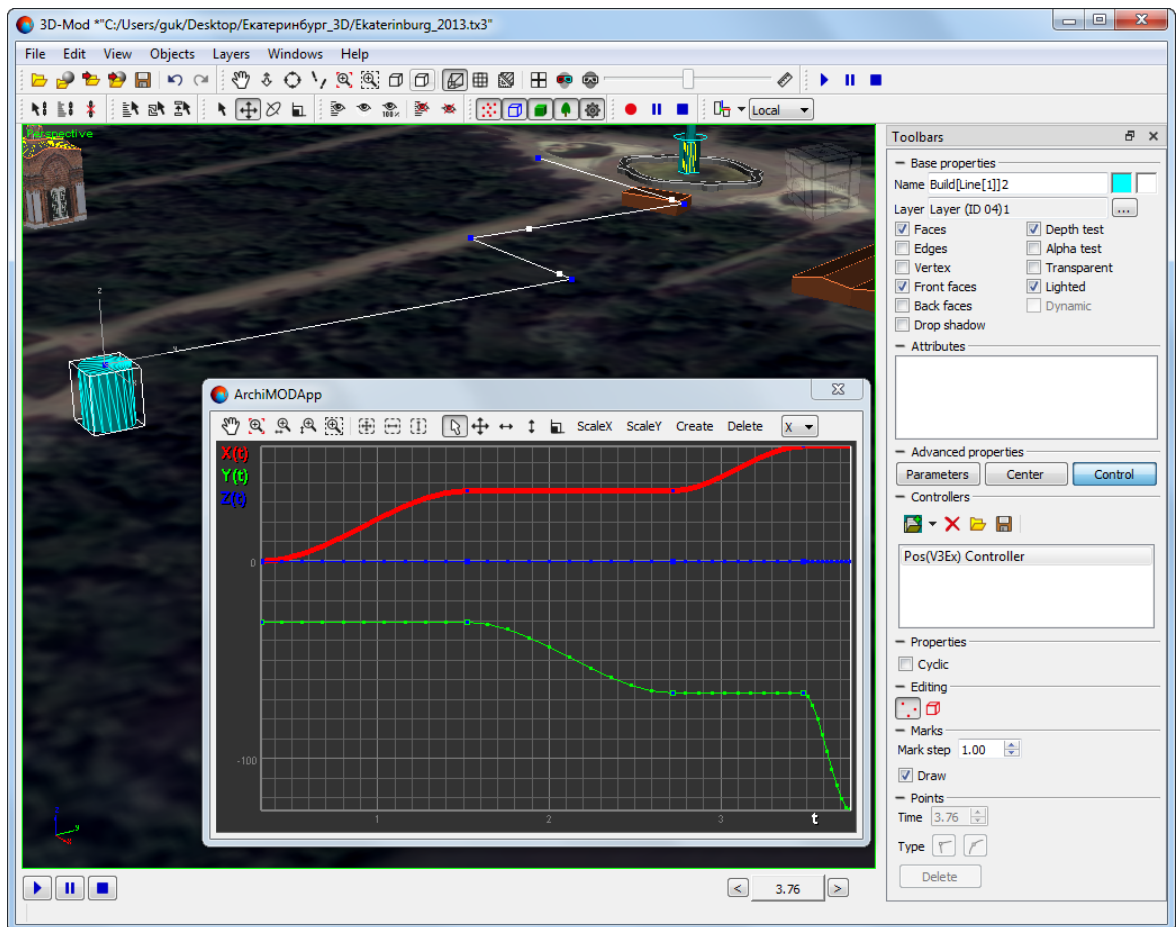 3D-Mod *"C:/Users/guk/Desktop/Екатеринбург_3D/Ekaterinburg_2013.tx3"
File Edit View Objects Layers Windows Help
100%
Local
Perspective
Toolbars
Base properties
Name Build[Line[1]]2
Layer Layer (ID 04)1 ...
Faces Depth test
Edges Alpha test
Vertex Transparent
Front faces Lighted
Back faces Dynamic
Drop shadow
Attributes
Advanced properties
Parameters Center Control
Controllers
Pos(V3Ex) Controller
Properties
Cyclic
Editing
Marks
Mark step 1.00
Draw
Points
Time 3.76
Type
Delete
z
ArchiMODApp
ScaleX ScaleY Create Delete X
X(t)
Y(t)
Z(t)
0
-100
1 2 3 t
< 3.76 >